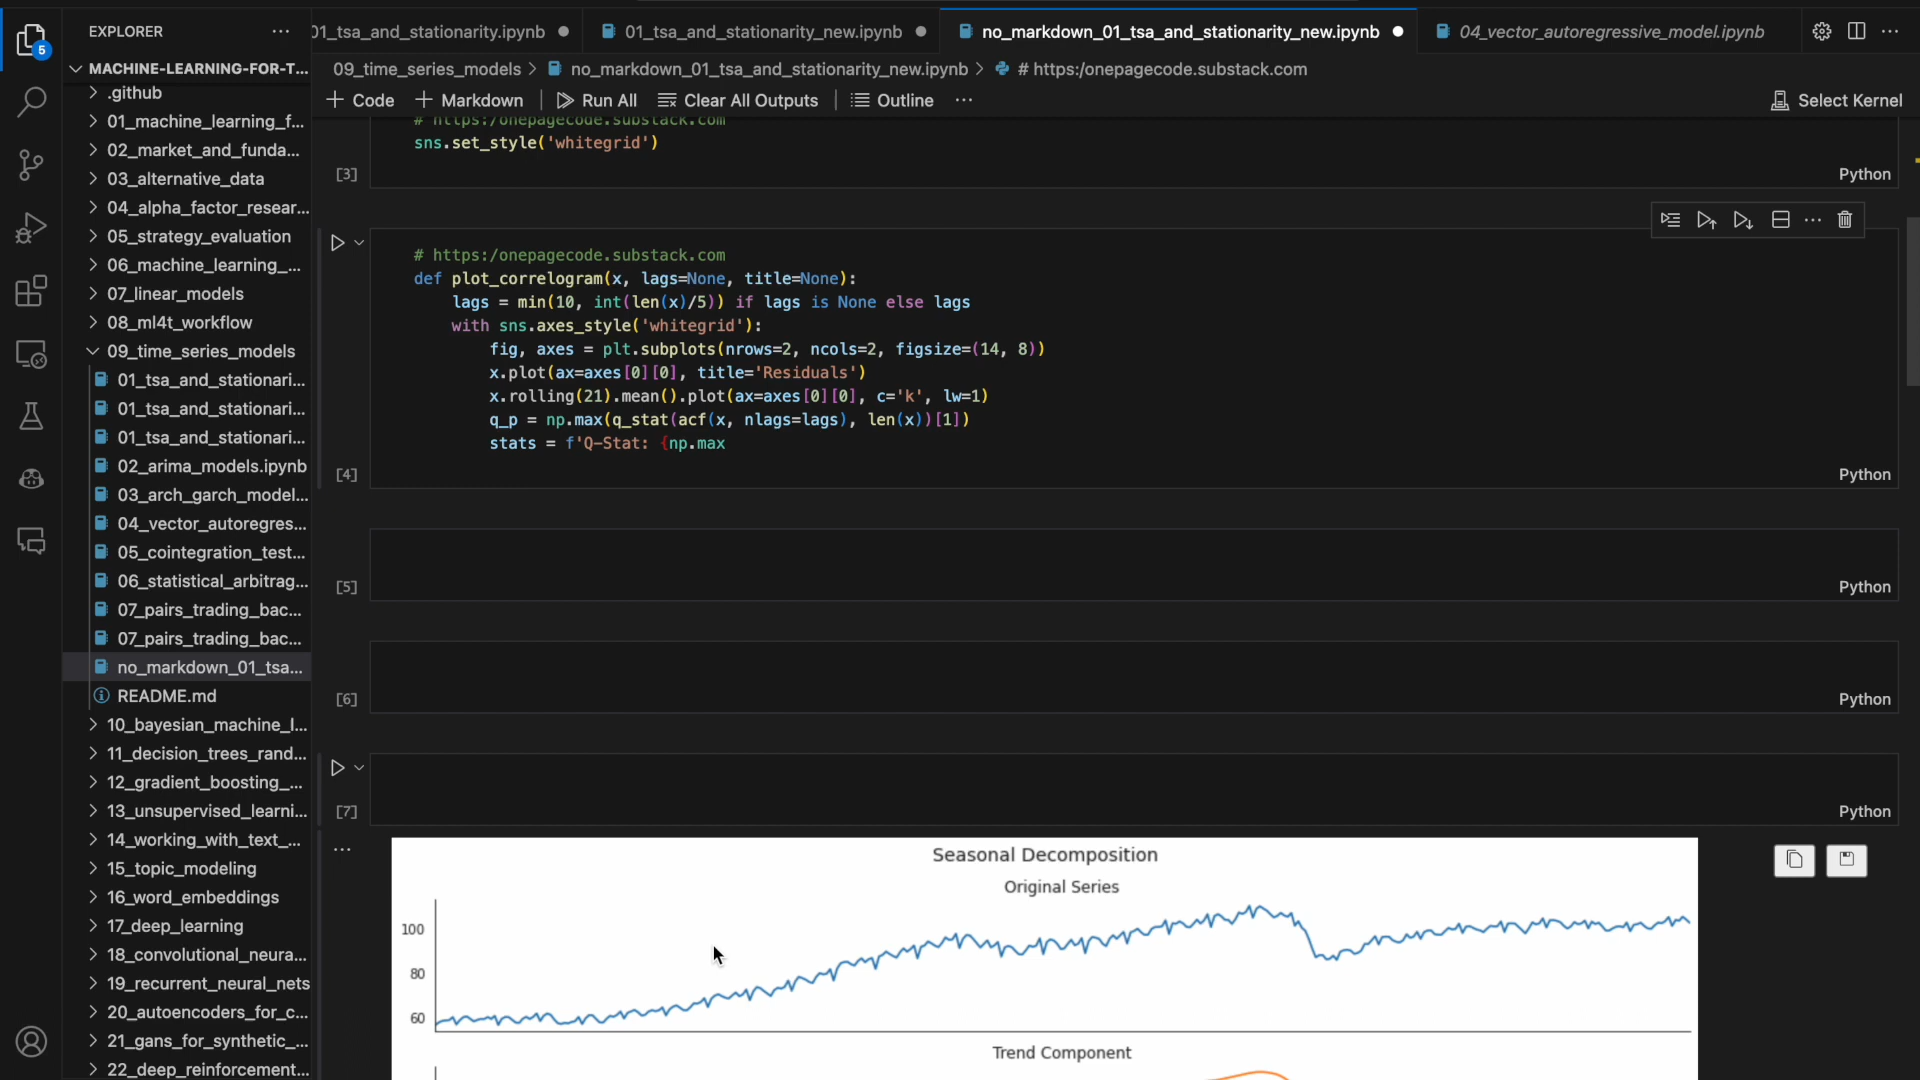 EXPLORER
MACHINE-LEARNING-FOR-T...
.github
01_machine_learning_f...
02_market_and_funda...
03_alternative_data
04_alpha_factor_resear...
05_strategy_evaluation
06_machine_learning_...
07_linear_models
08_ml4t_workflow
09_time_series_models
01_tsa_and_stationari...
01_tsa_and_stationari...
01_tsa_and_stationari...
02_arima_models.ipynb
03_arch_garch_model...
04_vector_autoregres...
05_cointegration_test...
06_statistical_arbitrag...
07_pairs_trading_bac...
07_pairs_trading_bac...
no_markdown_01_tsa...
README.md
10_bayesian_machine_l...
11_decision_trees_rand...
12_gradient_boosting_...
13_unsupervised_learni...
14_working_with_text_...
15_topic_modeling
16_word_embeddings
17_deep_learning
18_convolutional_neura...
19_recurrent_neural_nets
20_autoencoders_for_c...
21_gans_for_synthetic_...
22_deep_reinforcement...
5
01_tsa_and_stationarity.ipynb
01_tsa_and_stationarity_new.ipynb
no_markdown_01_tsa_and_stationarity_new.ipynb
04_vector_autoregressive_model.ipynb
09_time_series_models > no_markdown_01_tsa_and_stationarity_new.ipynb > # https:/onepagecode.substack.com
+ Code + Markdown | Run All Clear All Outputs | Outline ...
Select Kernel
# https:/onepagecode.substack.com
sns.set_style('whitegrid')
[3]
Python
# https:/onepagecode.substack.com
def plot_correlogram(x, lags=None, title=None):
lags = min(10, int(len(x)/5)) if lags is None else lags
with sns.axes_style('whitegrid'):
fig, axes = plt.subplots(nrows=2, ncols=2, figsize=(14, 8))
x.plot(ax=axes[0][0], title='Residuals')
x.rolling(21).mean().plot(ax=axes[0][0], c='k', lw=1)
q_p = np.max(q_stat(acf(x, nlags=lags), len(x))[1])
stats = f'Q-Stat: {np.max
[4]
Python
[5]
Python
[6]
Python
[7]
Python
Seasonal Decomposition
Original Series
100
80
60
Trend Component